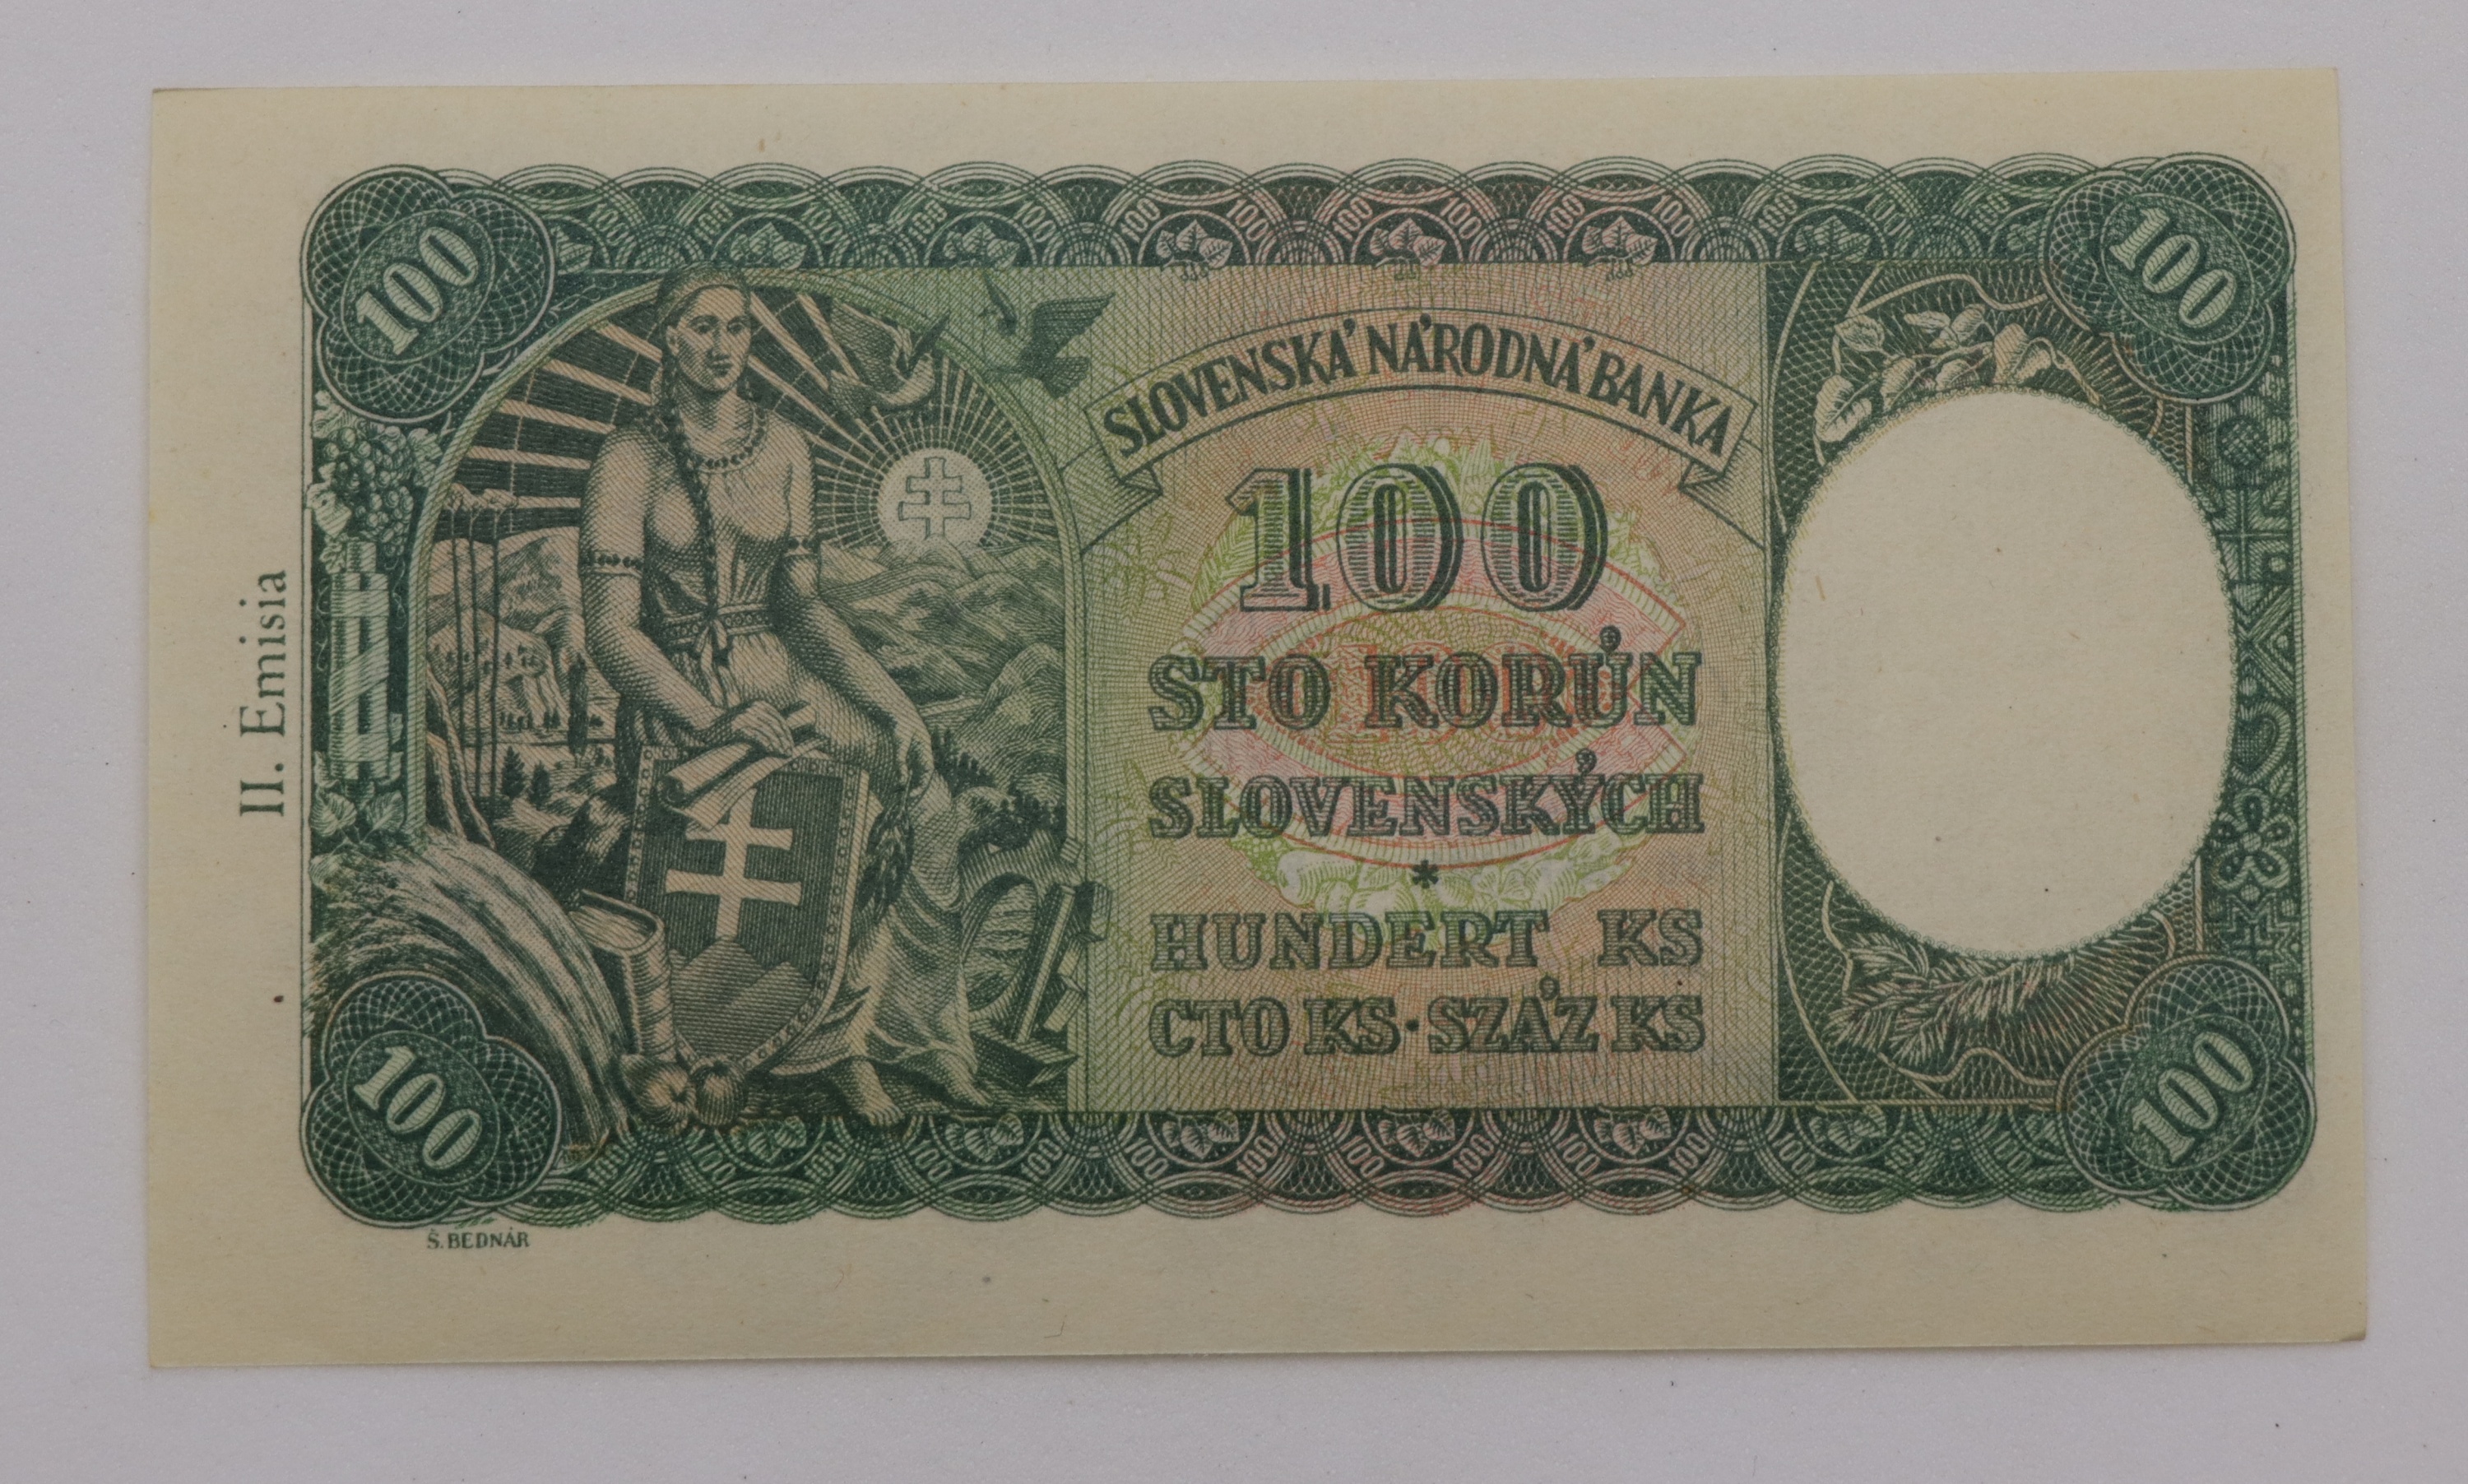 II. Emisia
100
100
SLOVENSKÁ NÁRODNÁ BANKA
100
STO KORÚN
SLOVENSKÝCH
*
HUNDERT KS
СТО KS · SZÁZ KS
100
100
Š. BEDNÁR